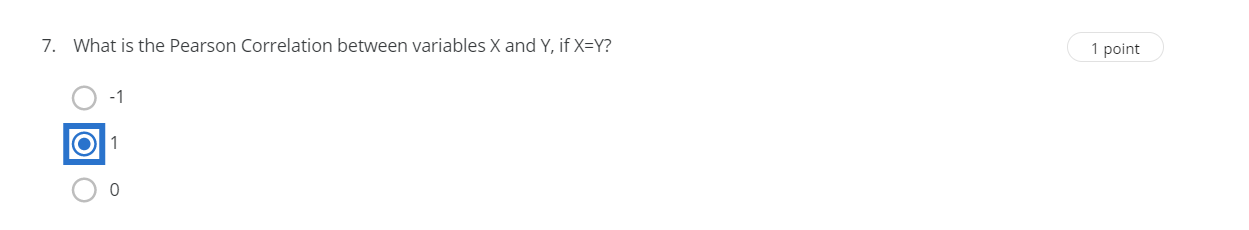 7. What is the Pearson Correlation between variables X and Y, if X=Y?
1 point
-1
1
0